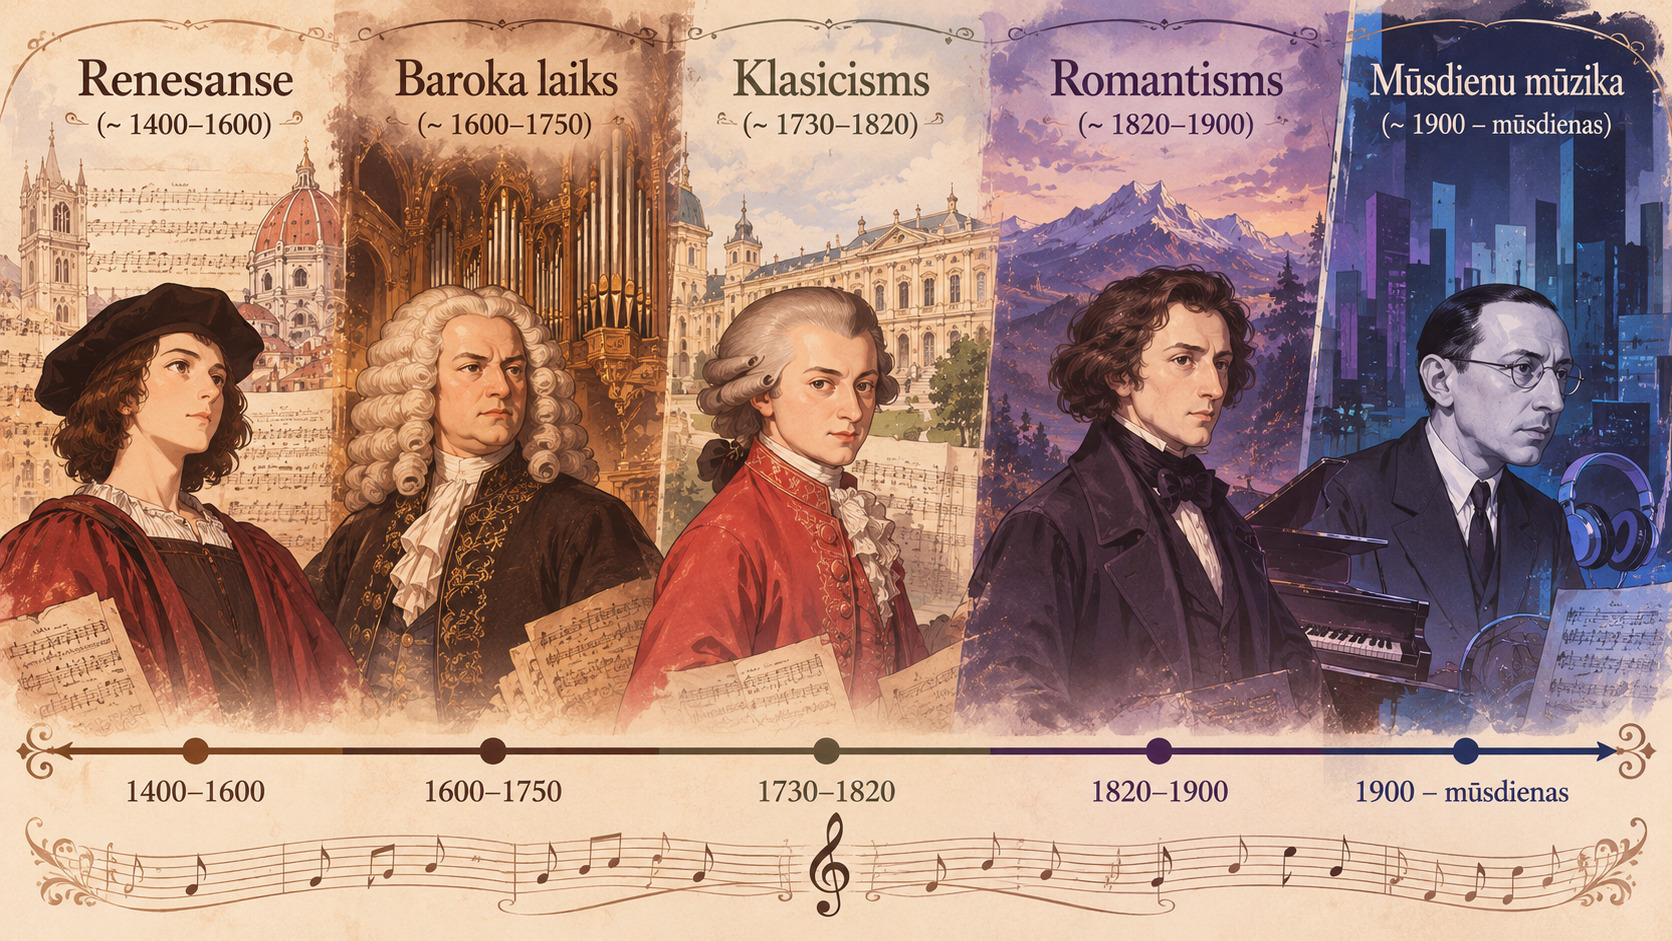 Renesanse
(~ 1400–1600)
Baroka laiks
(~ 1600–1750)
Klasicisms
(~ 1730–1820)
Romantisms
(~ 1820–1900)
Mūsdienu mūzika
(~ 1900 – mūsdienas)
1400–1600
1600–1750
1730–1820
1820–1900
1900 – mūsdienas